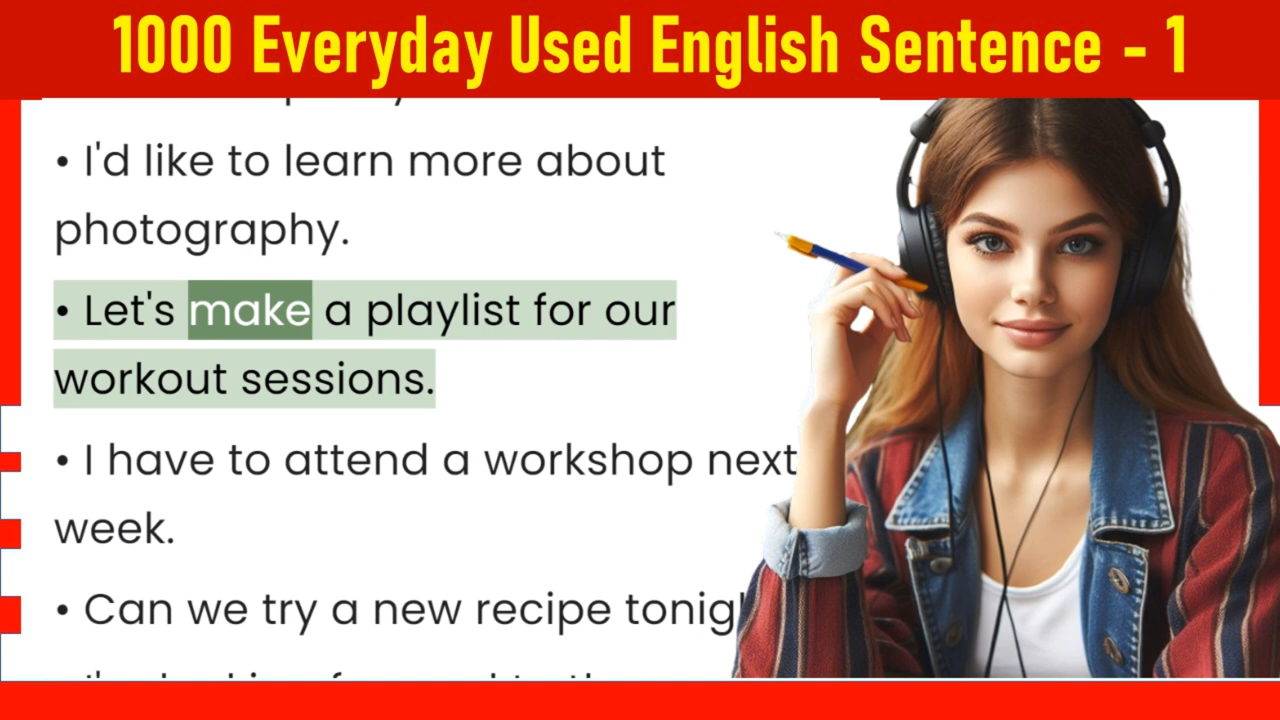 1000 Everyday Used English Sentence - 1
• I'd like to learn more about
photography.
• Let's make a playlist for our
workout sessions.
• I have to attend a workshop next
week.
• Can we try a new recipe